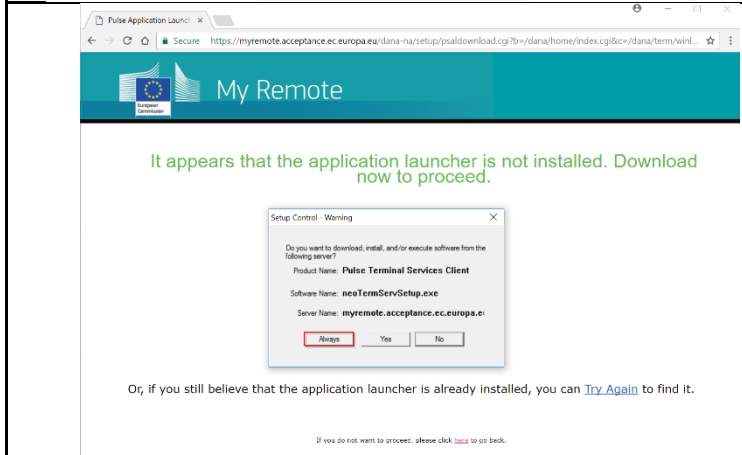 Pulse Application Launch
Secure https://myremote.acceptance.ec.europa.eu/dana-na/setup/psaldownload.cgi?b=/dana/home/index.cgi&c=/dana/term/winl...
European
Commission
My Remote
It appears that the application launcher is not installed. Download
now to proceed.
Setup Control - Warning
Do you want to download, install, and/or execute software from the
following server?
Product Name: Pulse Terminal Services Client
Software Name: neoTermServSetup.exe
Server Name: myremote.acceptance.ec.europa.e
Always Yes No
Or, if you still believe that the application launcher is already installed, you can Try Again to find it.
If you do not want to proceed, please click here to go back.